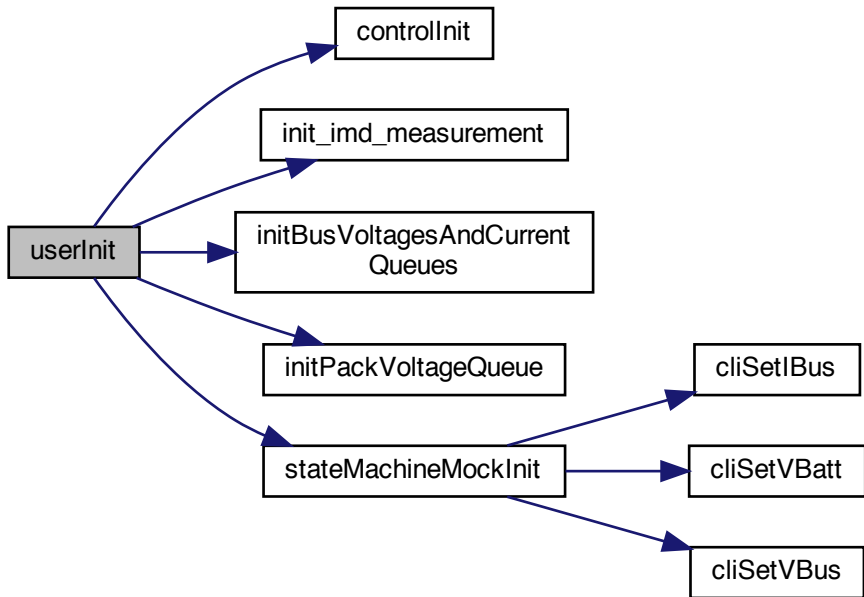 controlInit
init_imd_measurement
userInit
initBusVoltagesAndCurrent
Queues
initPackVoltageQueue
cliSetIBus
stateMachineMockInit
cliSetVBatt
cliSetVBus